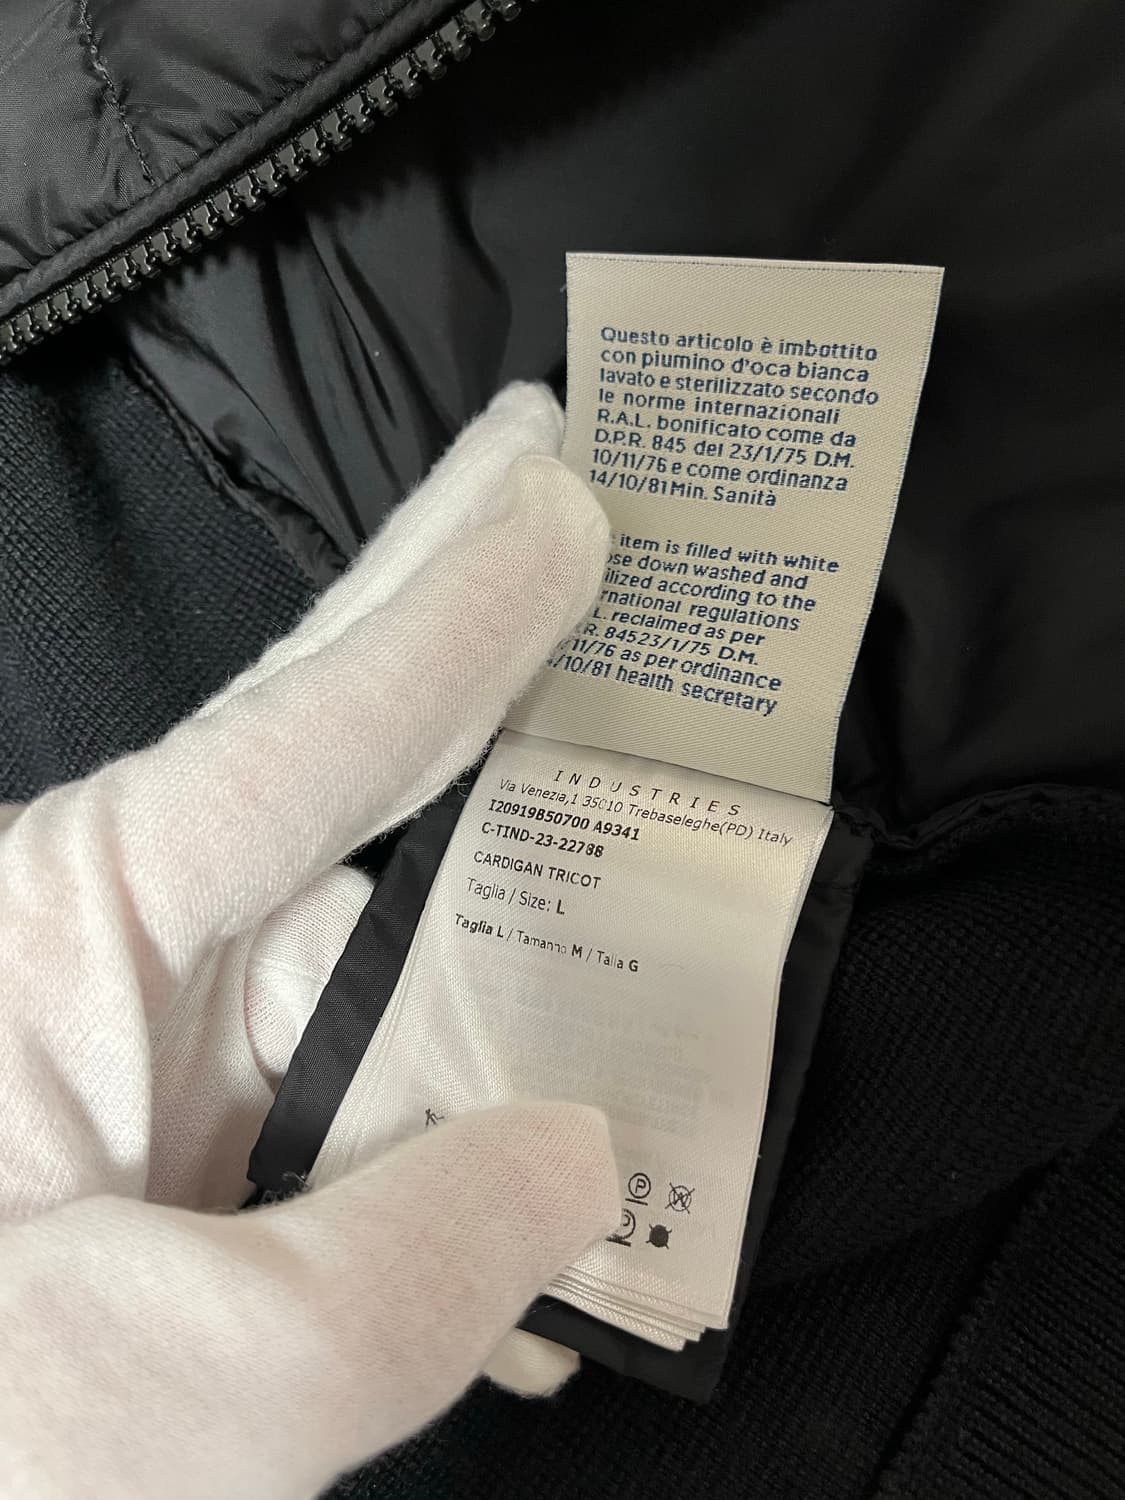 Questo articolo è imbottito
con piumino d'oca bianca
lavato e sterilizzato secondo
le norme internazionali
R.A.L. bonificato come da
D.P.R. 845 del 23/1/75 D.M.
10/11/76 e come ordinanza
14/10/81 Min. Sanità
item is filled with white
down washed and
according to the
regulations
reclaimed as per
84523/1/75 D.M.
as per ordinance
health secretary
INDUSTRIES
Via Venezia,1 35010 Trebaseleghe(PD) Italy
I20919B50700 A9341
C-TIND-23-22788
CARDIGAN TRICOT
Taglia / Size: L
Taglia L / Tamanho M / Talla G
P
W
P